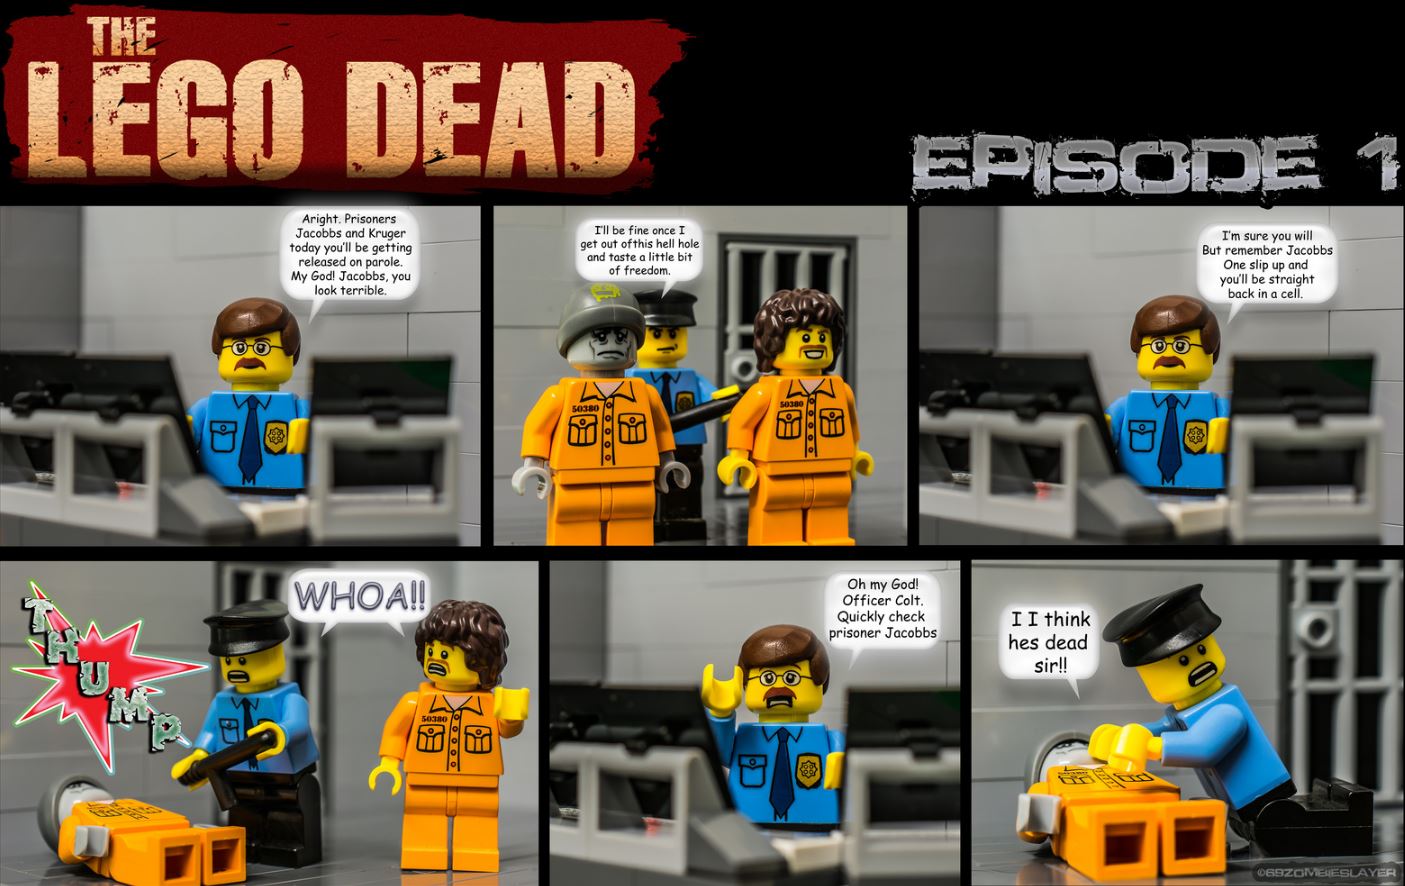 THE
LEGO DEAD
EPISODE 1
Aright. Prisoners
Jacobbs and Kruger
today you'll be getting
released on parole.
My God! Jacobbs, you
look terrible.
I'll be fine once I
get out ofthis hell hole
and taste a little bit
of freedom.
50380
50380
I'm sure you will
But remember Jacobbs
One slip up and
you'll be straight
back in a cell.
THUMP
WHOA!!
50380
Oh my God!
Officer Colt.
Quickly check
prisoner Jacobbs
I I think
hes dead
sir!!
50380
©69ZOMBIESLAYER